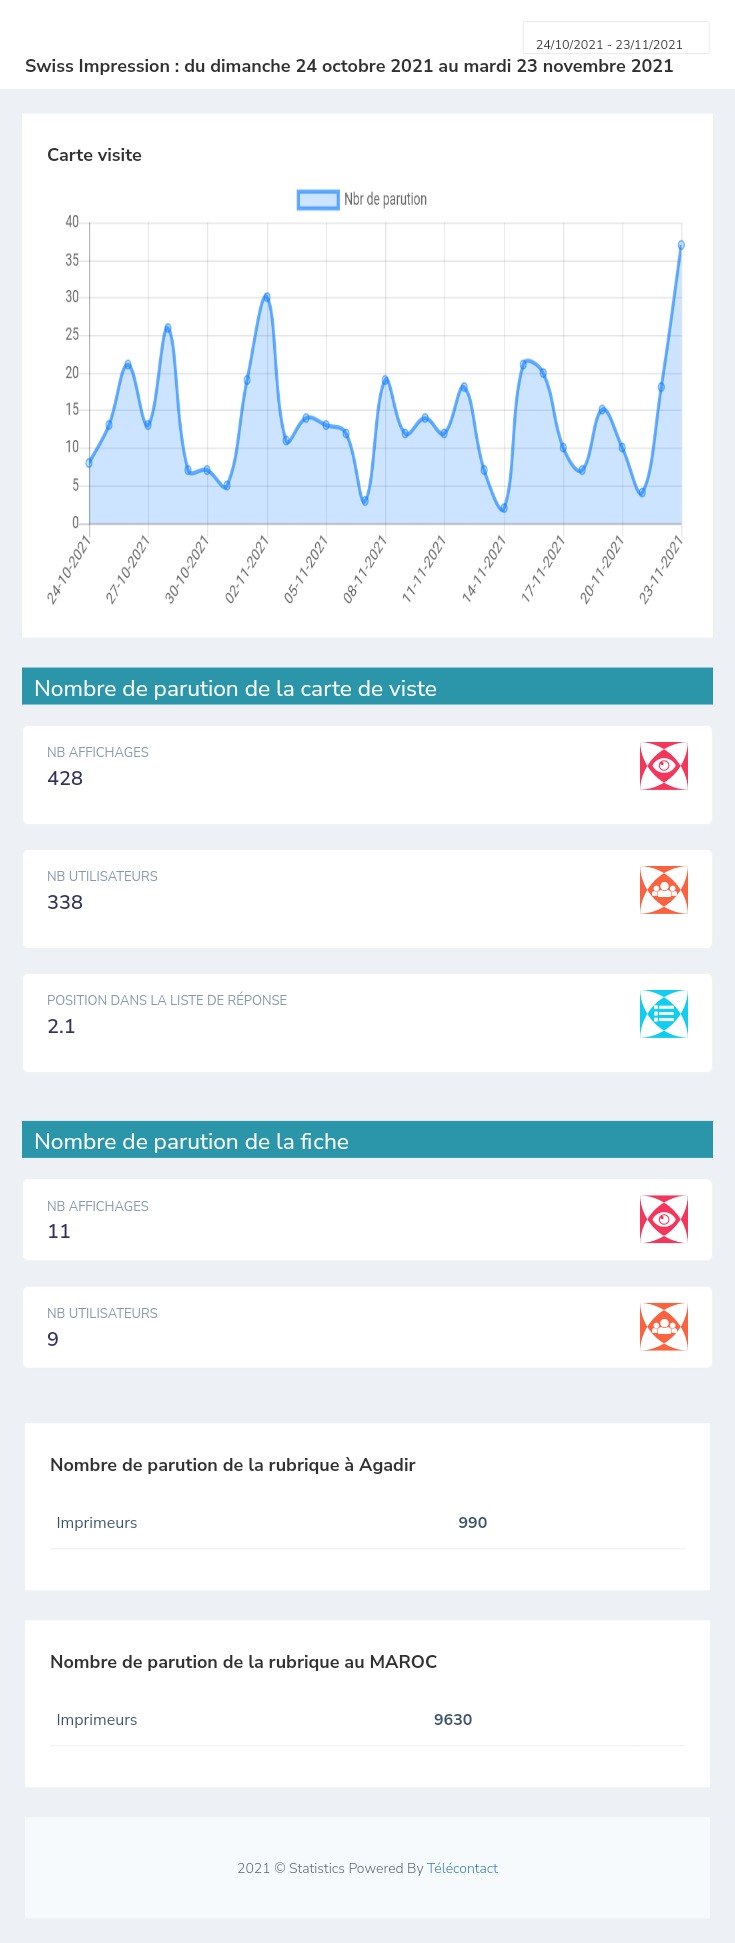 24/10/2021 - 23/11/2021
Swiss Impression : du dimanche 24 octobre 2021 au mardi 23 novembre 2021
Carte visite
Nbr de parution
40
35
30
25
20
15
10
5
0
24-10-2021
27-10-2021
30-10-2021
02-11-2021
05-11-2021
08-11-2021
11-11-2021
14-11-2021
17-11-2021
20-11-2021
23-11-2021
Nombre de parution de la carte de viste
NB AFFICHAGES
428
NB UTILISATEURS
338
POSITION DANS LA LISTE DE RÉPONSE
2.1
Nombre de parution de la fiche
NB AFFICHAGES
11
NB UTILISATEURS
9
Nombre de parution de la rubrique à Agadir
Imprimeurs 990
Nombre de parution de la rubrique au MAROC
Imprimeurs 9630
2021 © Statistics Powered By Télécontact